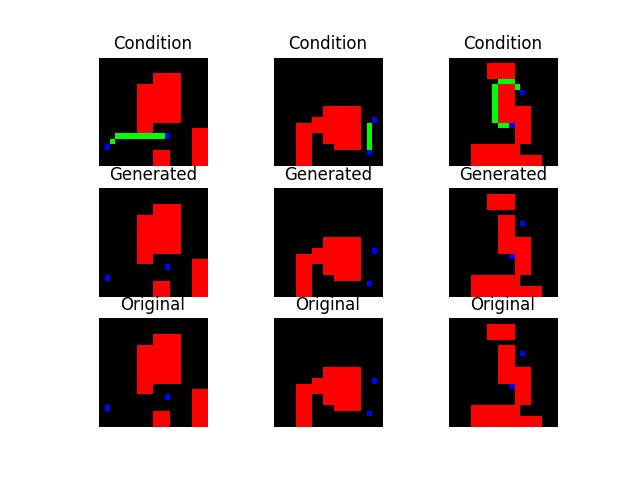 Condition Condition Condition
Generated Generated Generated
Original Original Original